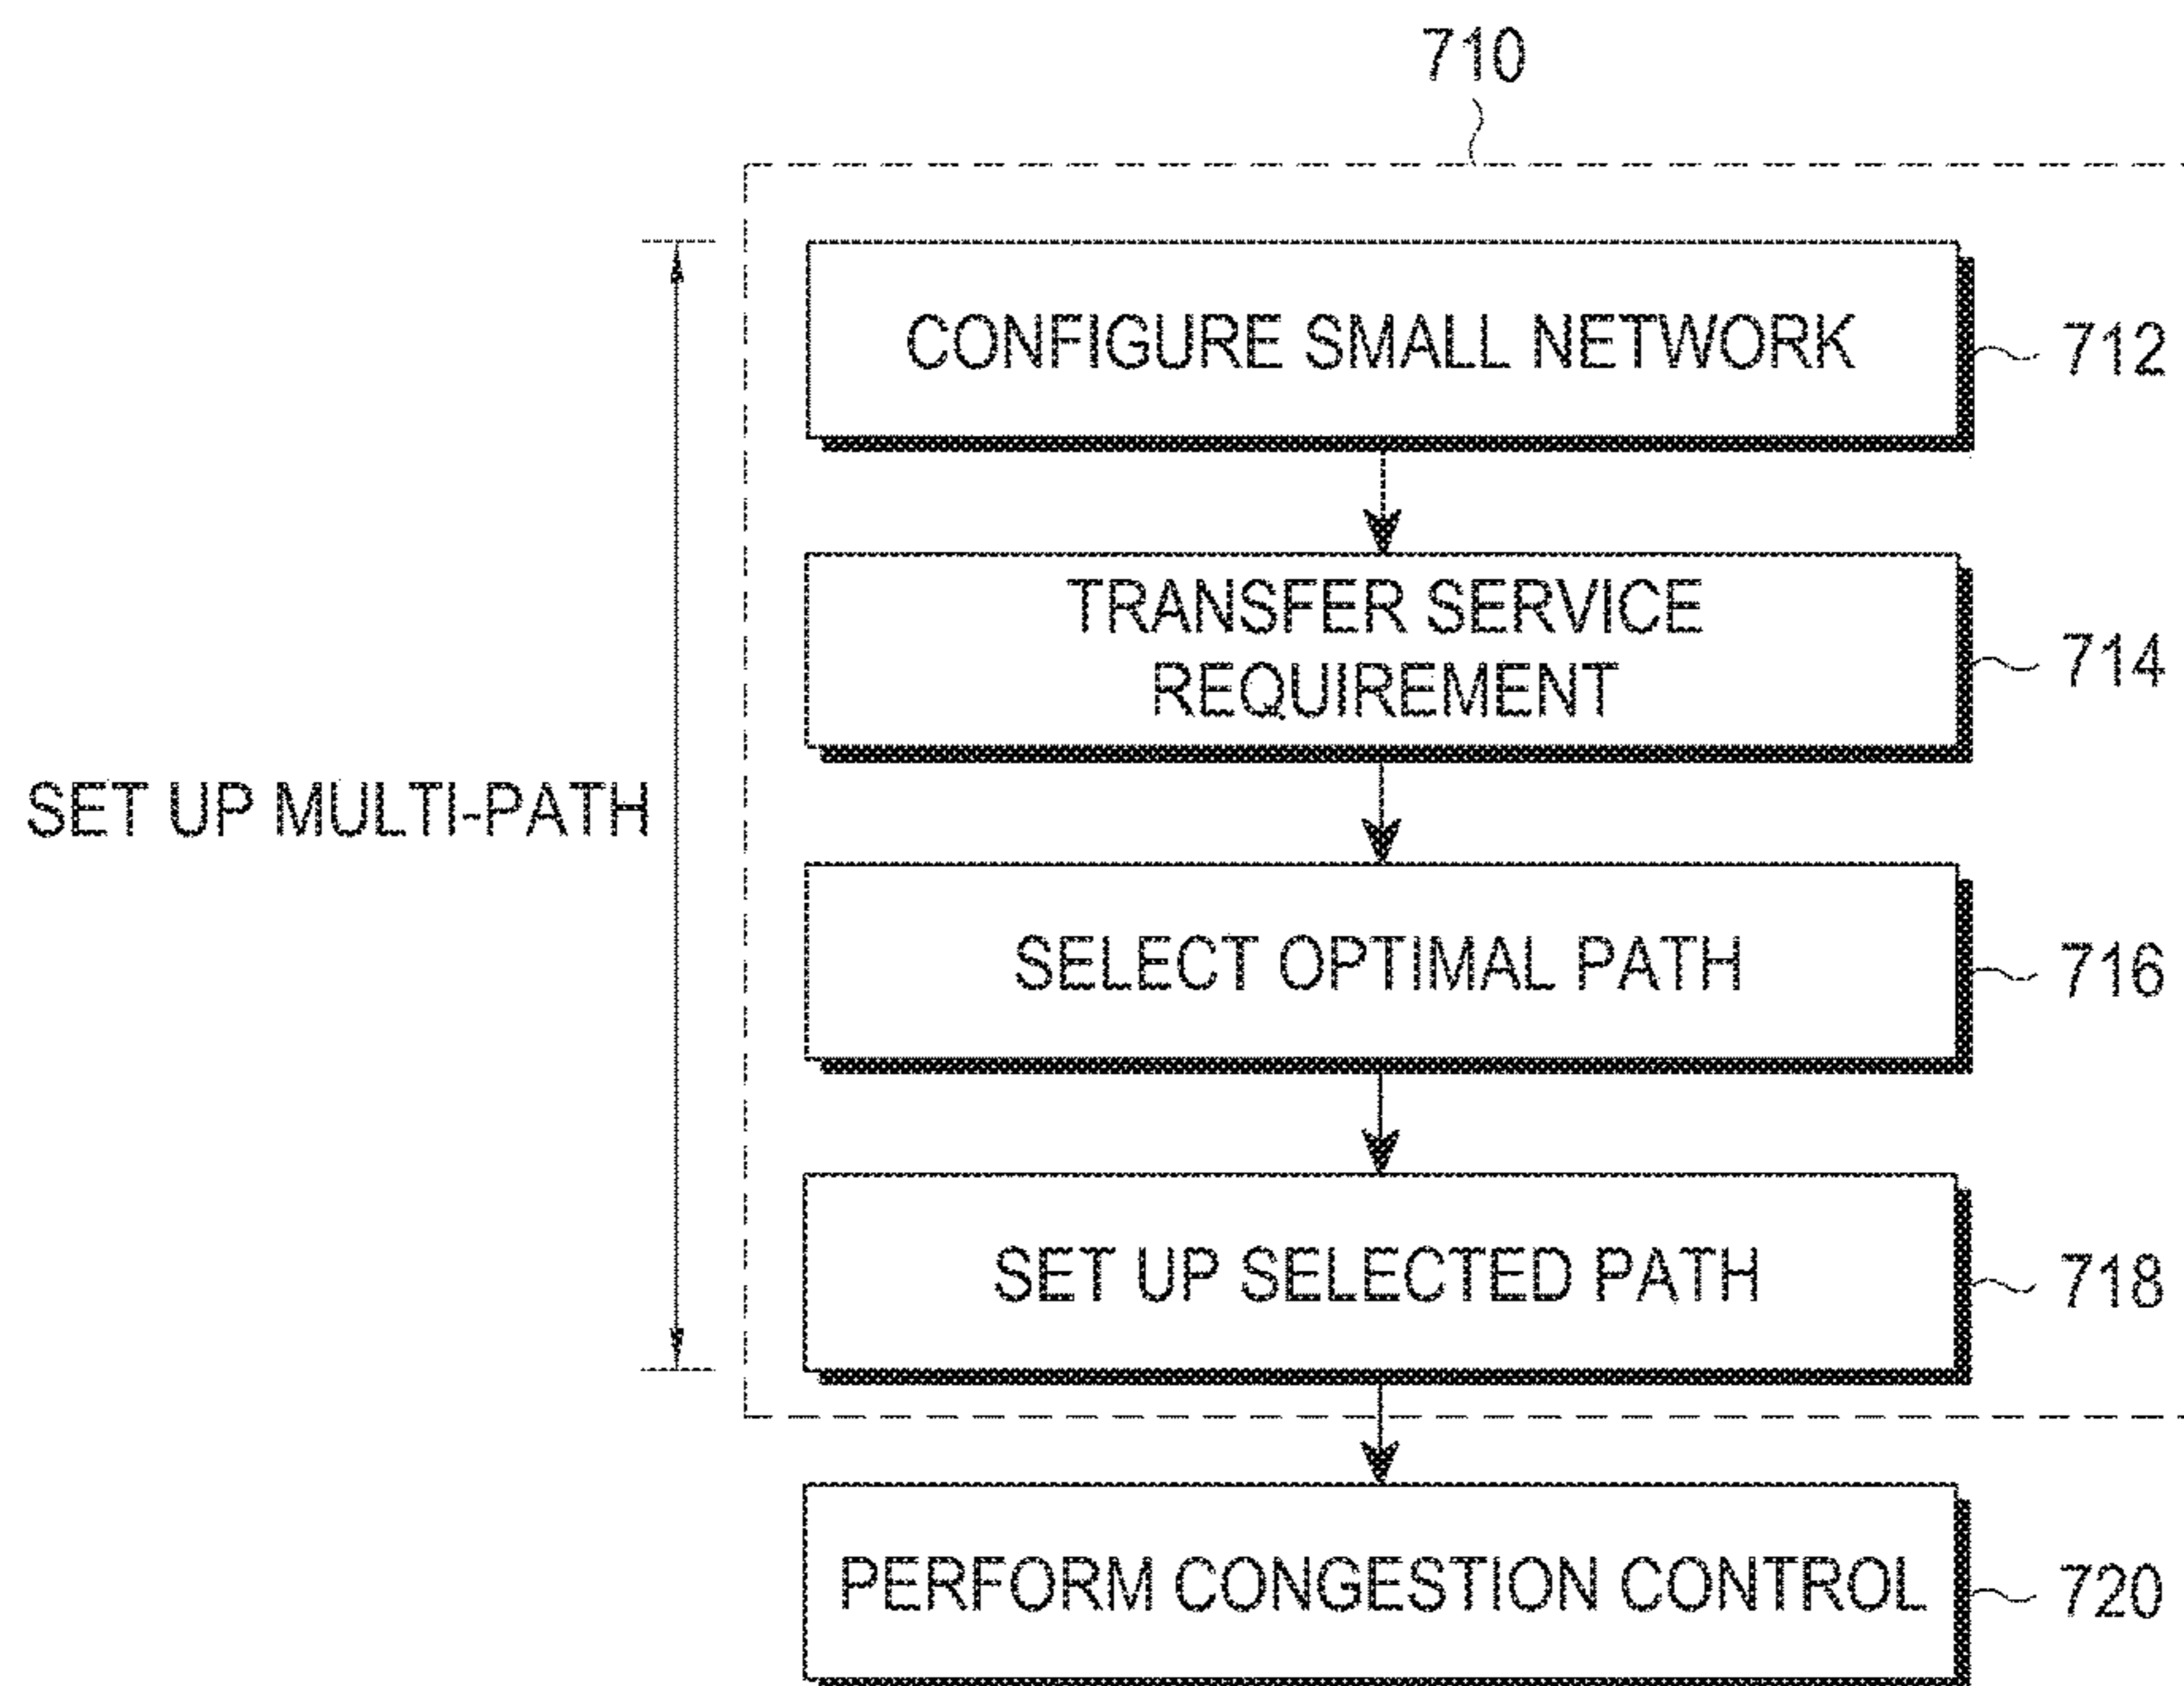 710
CONFIGURE SMALL NETWORK
712
TRANSFER SERVICE
REQUIREMENT
714
SET UP MULTI-PATH
SELECT OPTIMAL PATH
716
SET UP SELECTED PATH
718
PERFORM CONGESTION CONTROL
720